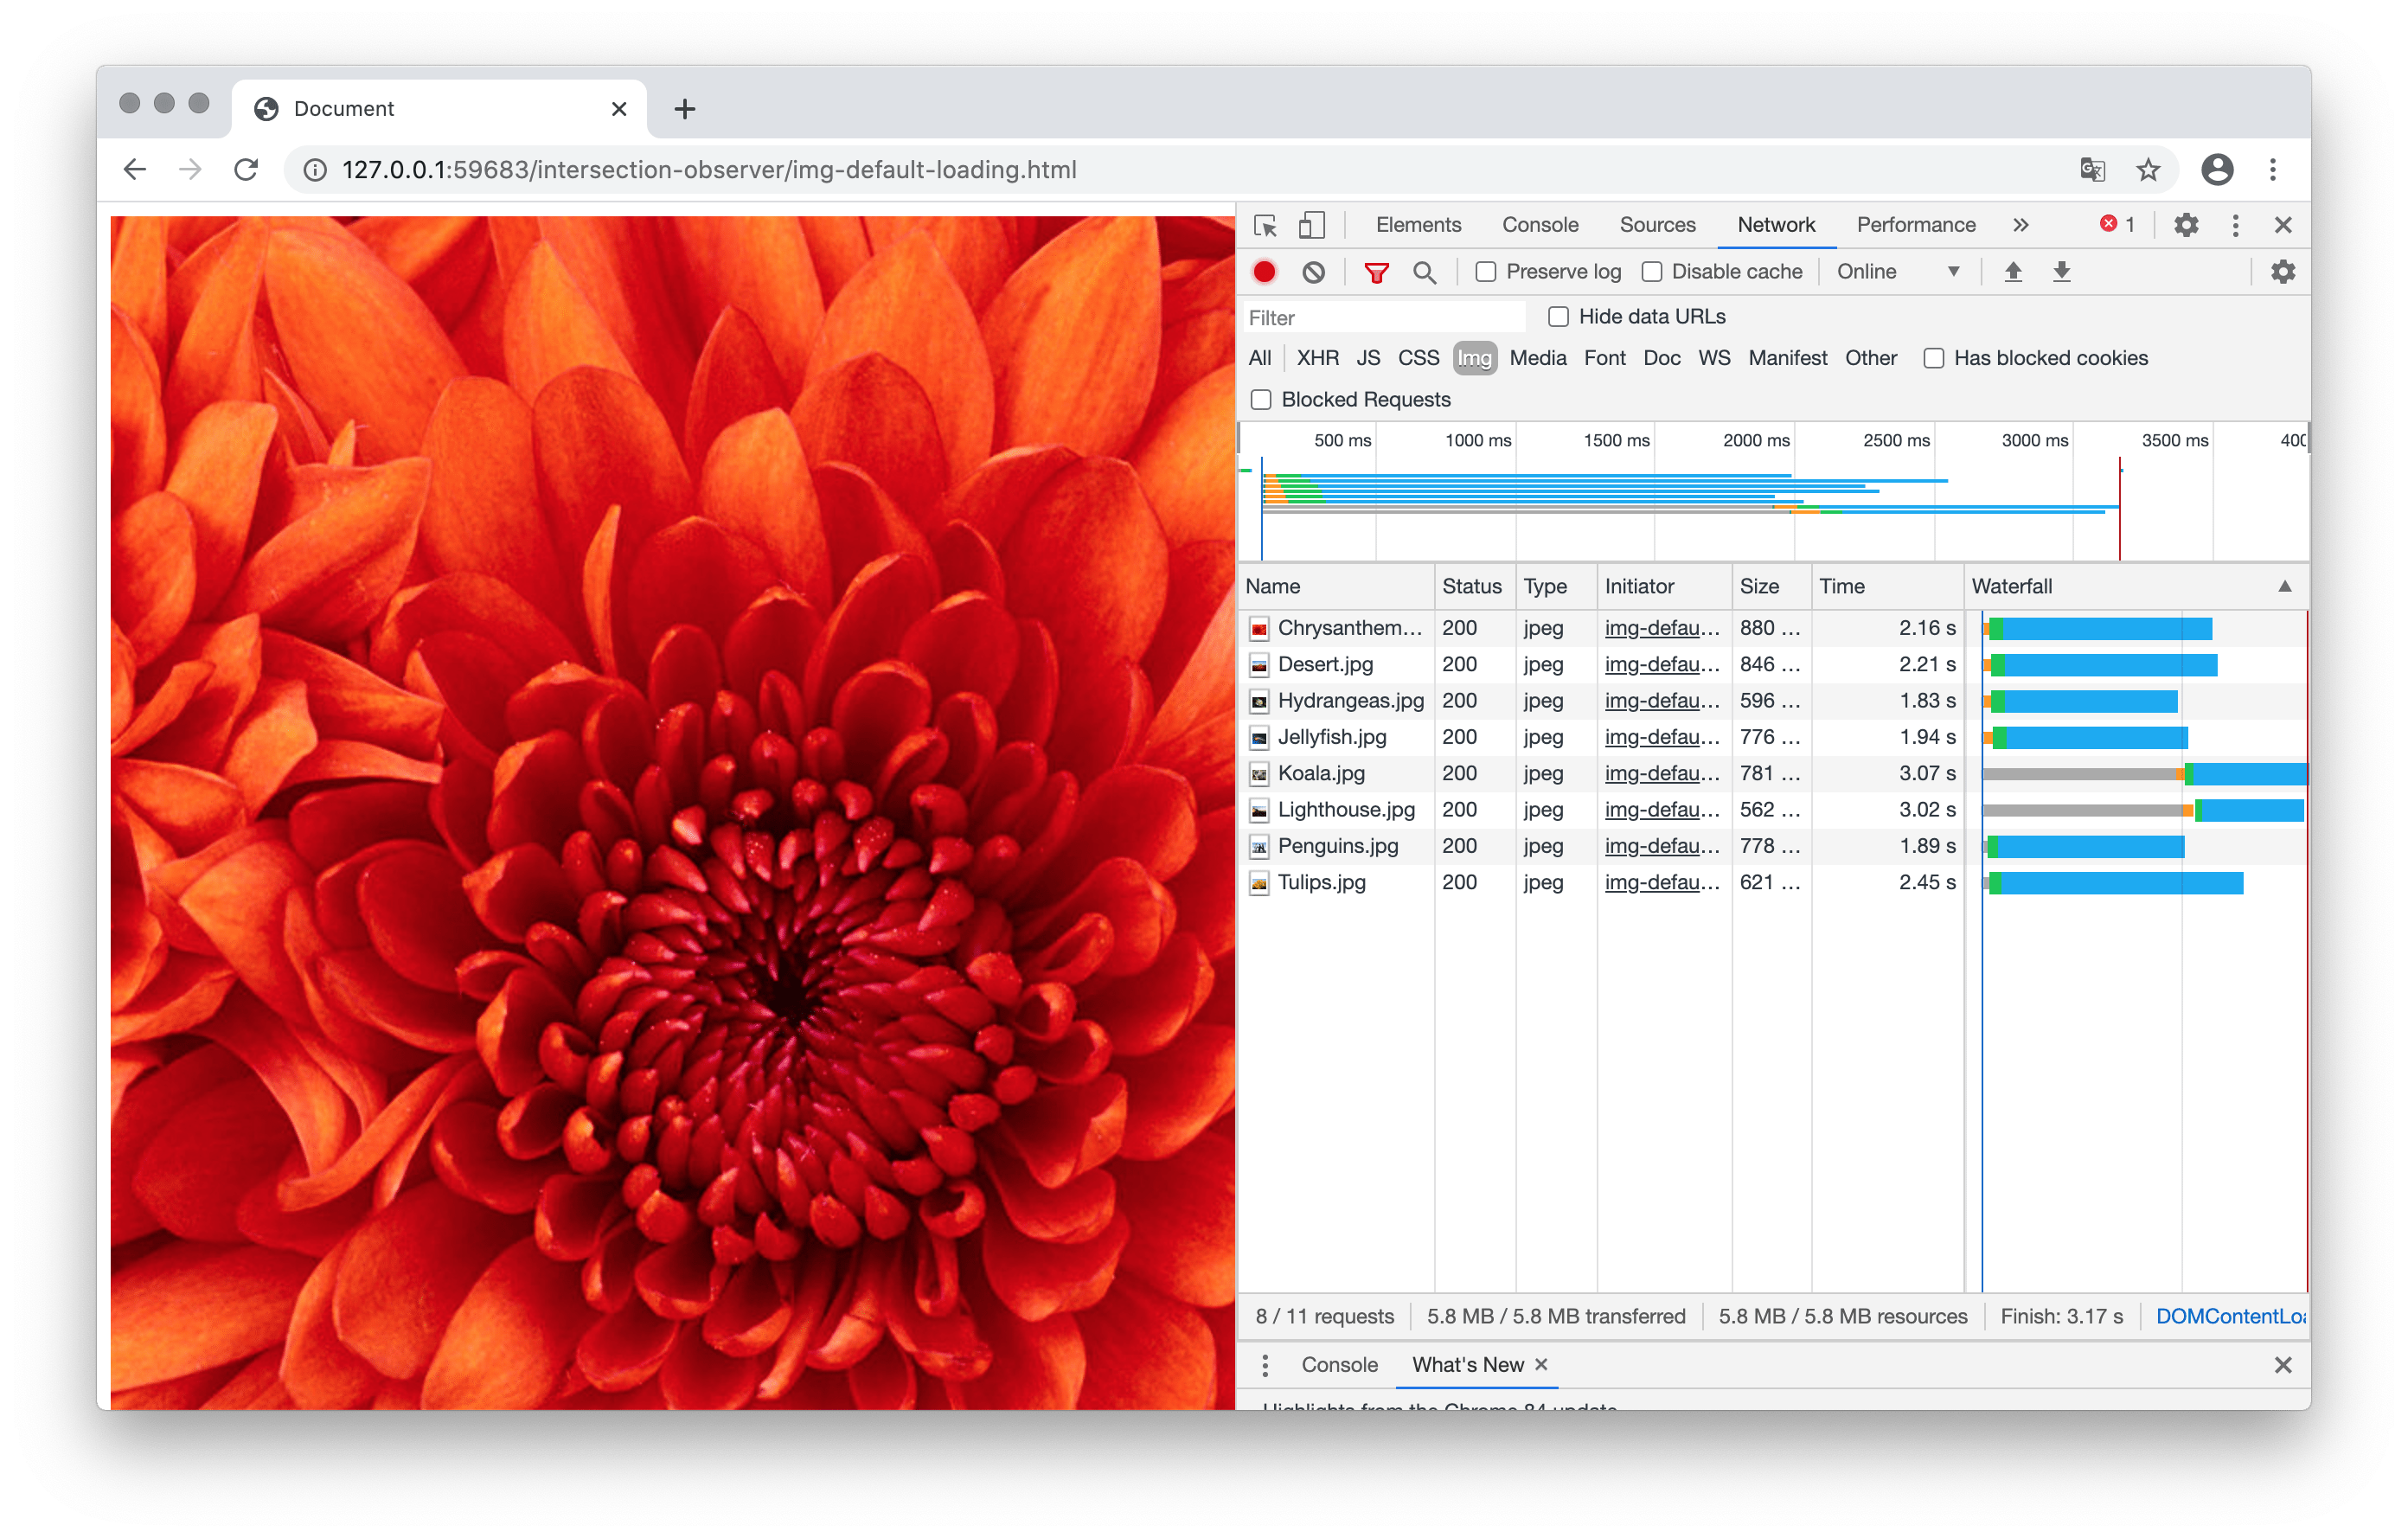 Document
127.0.0.1:59683/intersection-observer/img-default-loading.html
Elements Console Sources Network Performance » 1
Preserve log Disable cache Online
Filter Hide data URLs
All XHR JS CSS Img Media Font Doc WS Manifest Other Has blocked cookies
Blocked Requests
500 ms 1000 ms 1500 ms 2000 ms 2500 ms 3000 ms 3500 ms 400
Name Status Type Initiator Size Time Waterfall
Chrysanthem… 200 jpeg img-defau… 880 … 2.16 s
Desert.jpg 200 jpeg img-defau… 846 … 2.21 s
Hydrangeas.jpg 200 jpeg img-defau… 596 … 1.83 s
Jellyfish.jpg 200 jpeg img-defau… 776 … 1.94 s
Koala.jpg 200 jpeg img-defau… 781 … 3.07 s
Lighthouse.jpg 200 jpeg img-defau… 562 … 3.02 s
Penguins.jpg 200 jpeg img-defau… 778 … 1.89 s
Tulips.jpg 200 jpeg img-defau… 621 … 2.45 s
8 / 11 requests 5.8 MB / 5.8 MB transferred 5.8 MB / 5.8 MB resources Finish: 3.17 s DOMContentLoa
Console What's New
Highlights from the Chrome 84 update